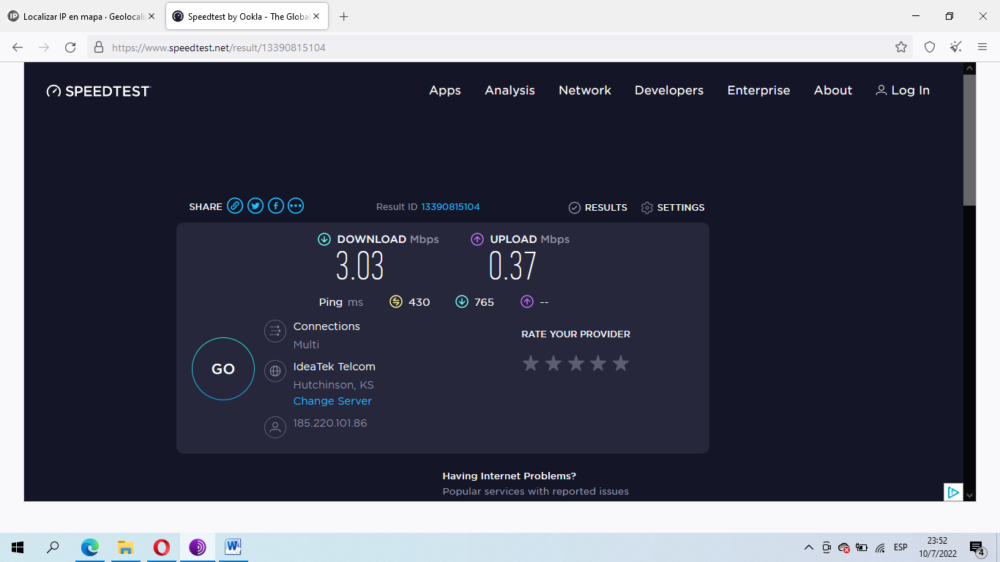 Localizar IP en mapa · Geolocali
Speedtest by Ookla - The Global
https://www.speedtest.net/result/13390815104
SPEEDTEST
Apps Analysis Network Developers Enterprise About Log In
SHARE Result ID 13390815104 RESULTS SETTINGS
DOWNLOAD Mbps UPLOAD Mbps
3.03 0.37
Ping ms 430 765 --
Connections
Multi
RATE YOUR PROVIDER
GO
IdeaTek Telcom
Hutchinson, KS
Change Server
185.220.101.86
Having Internet Problems?
Popular services with reported issues
ESP
23:52
10/7/2022
4